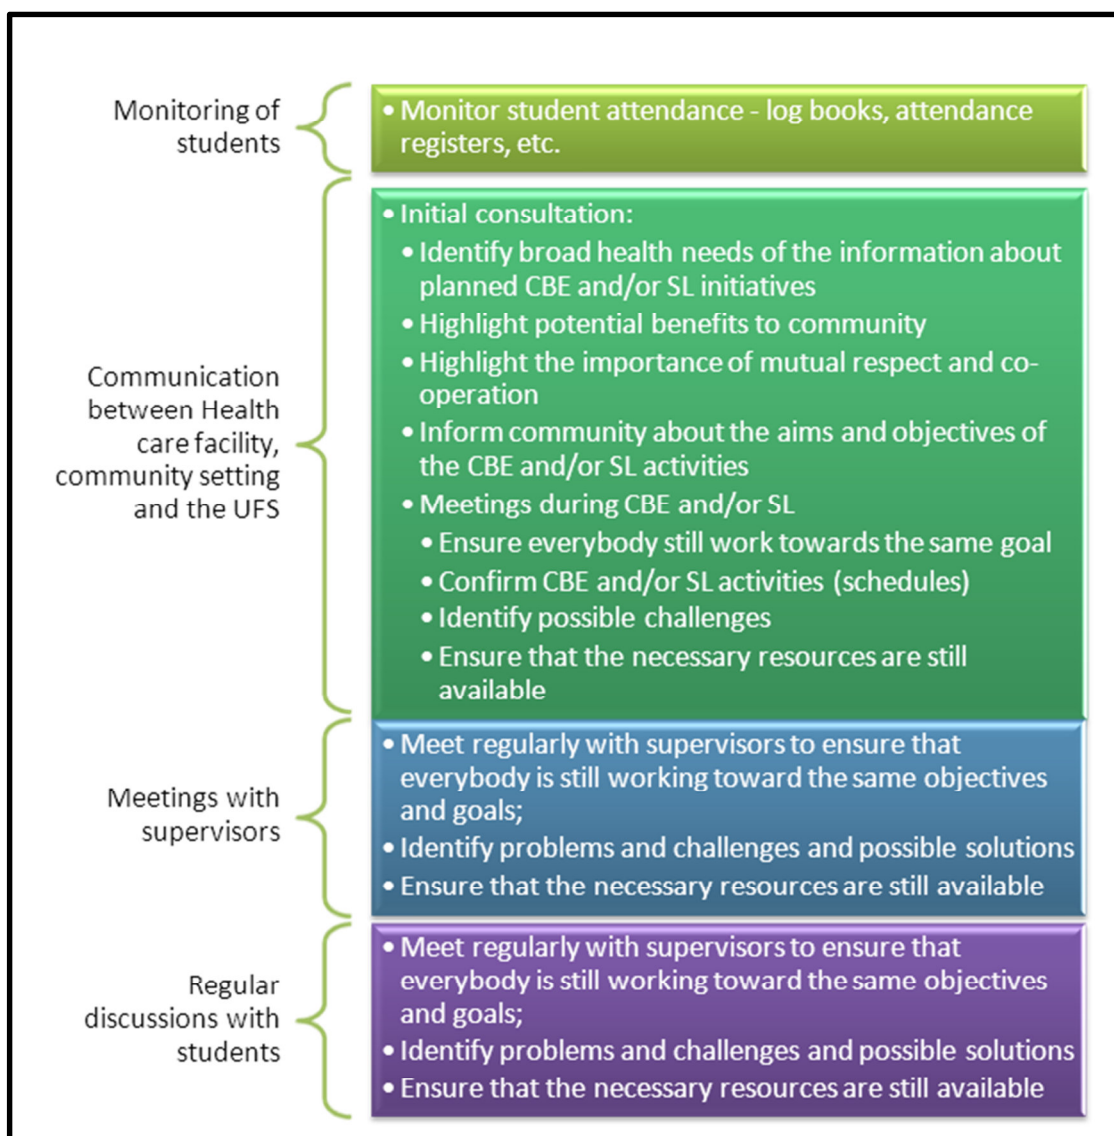 Monitoring of
students
• Monitor student attendance - log books, attendance
registers, etc.
Communication
between Health
care facility,
community setting
and the UFS
• Initial consultation:
• Identify broad health needs of the information about
planned CBE and/or SL initiatives
• Highlight potential benefits to community
• Highlight the importance of mutual respect and co-
operation
• Inform community about the aims and objectives of
the CBE and/or SL activities
• Meetings during CBE and/or SL
• Ensure everybody still work towards the same goal
• Confirm CBE and/or SL activities (schedules)
• Identify possible challenges
• Ensure that the necessary resources are still
available
Meetings with
supervisors
• Meet regularly with supervisors to ensure that
everybody is still working toward the same objectives
and goals;
• Identify problems and challenges and possible solutions
• Ensure that the necessary resources are still available
Regular
discussions with
students
• Meet regularly with supervisors to ensure that
everybody is still working toward the same objectives
and goals;
• Identify problems and challenges and possible solutions
• Ensure that the necessary resources are still available